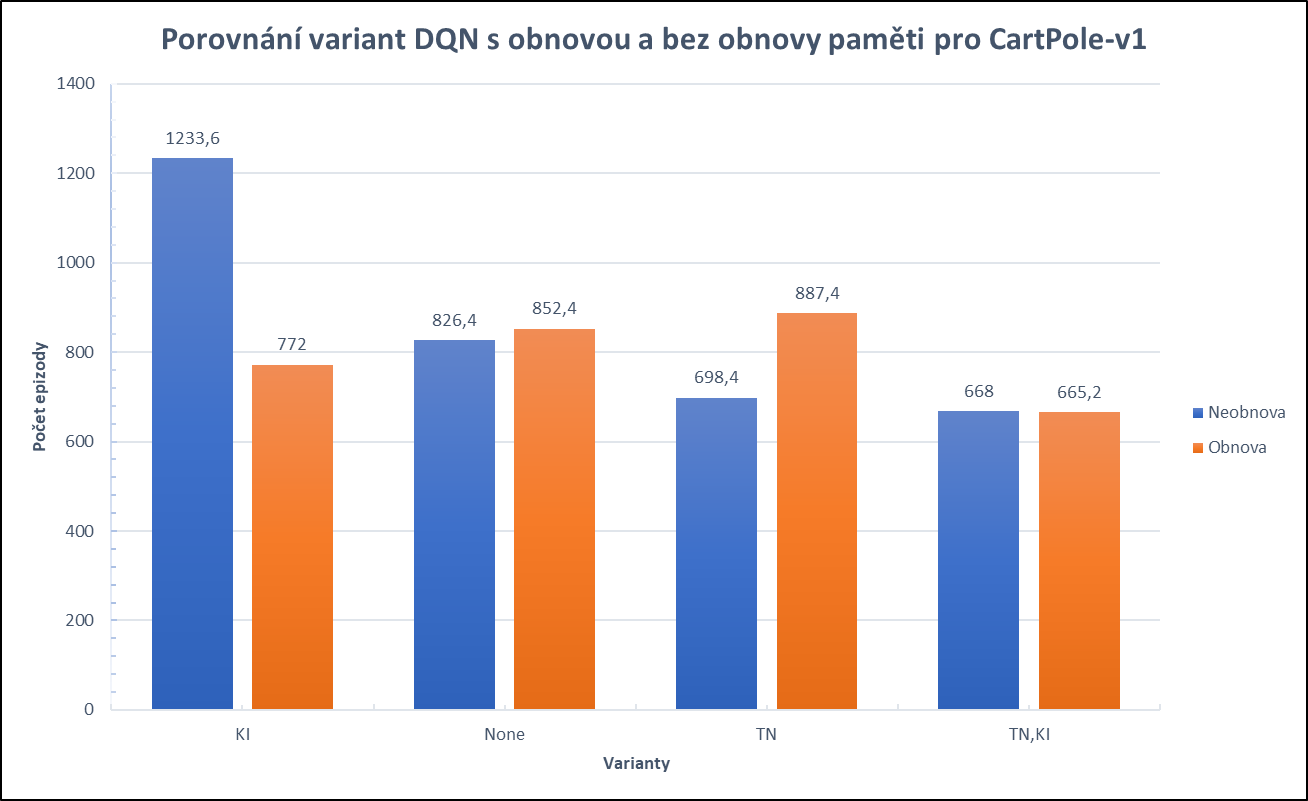 Porovnání variant DQN s obnovou a bez obnovy paměti pro CartPole-v1
1400
1200
1000
800
600
400
200
0
Počet epizody
1233,6
772
826,4
852,4
698,4
887,4
668
665,2
KI
None
TN
TN,KI
Varianty
Neobnova
Obnova